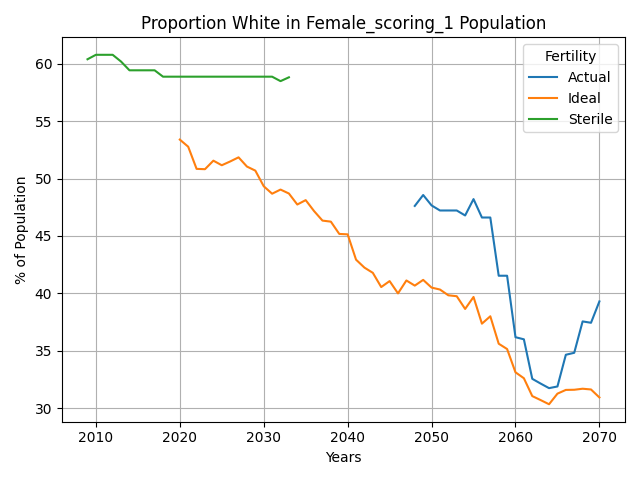 Proportion White in Female_scoring_1 Population
Fertility
Actual
Ideal
Sterile
% of Population
60
55
50
45
40
35
30
2010 2020 2030 2040 2050 2060 2070
Years